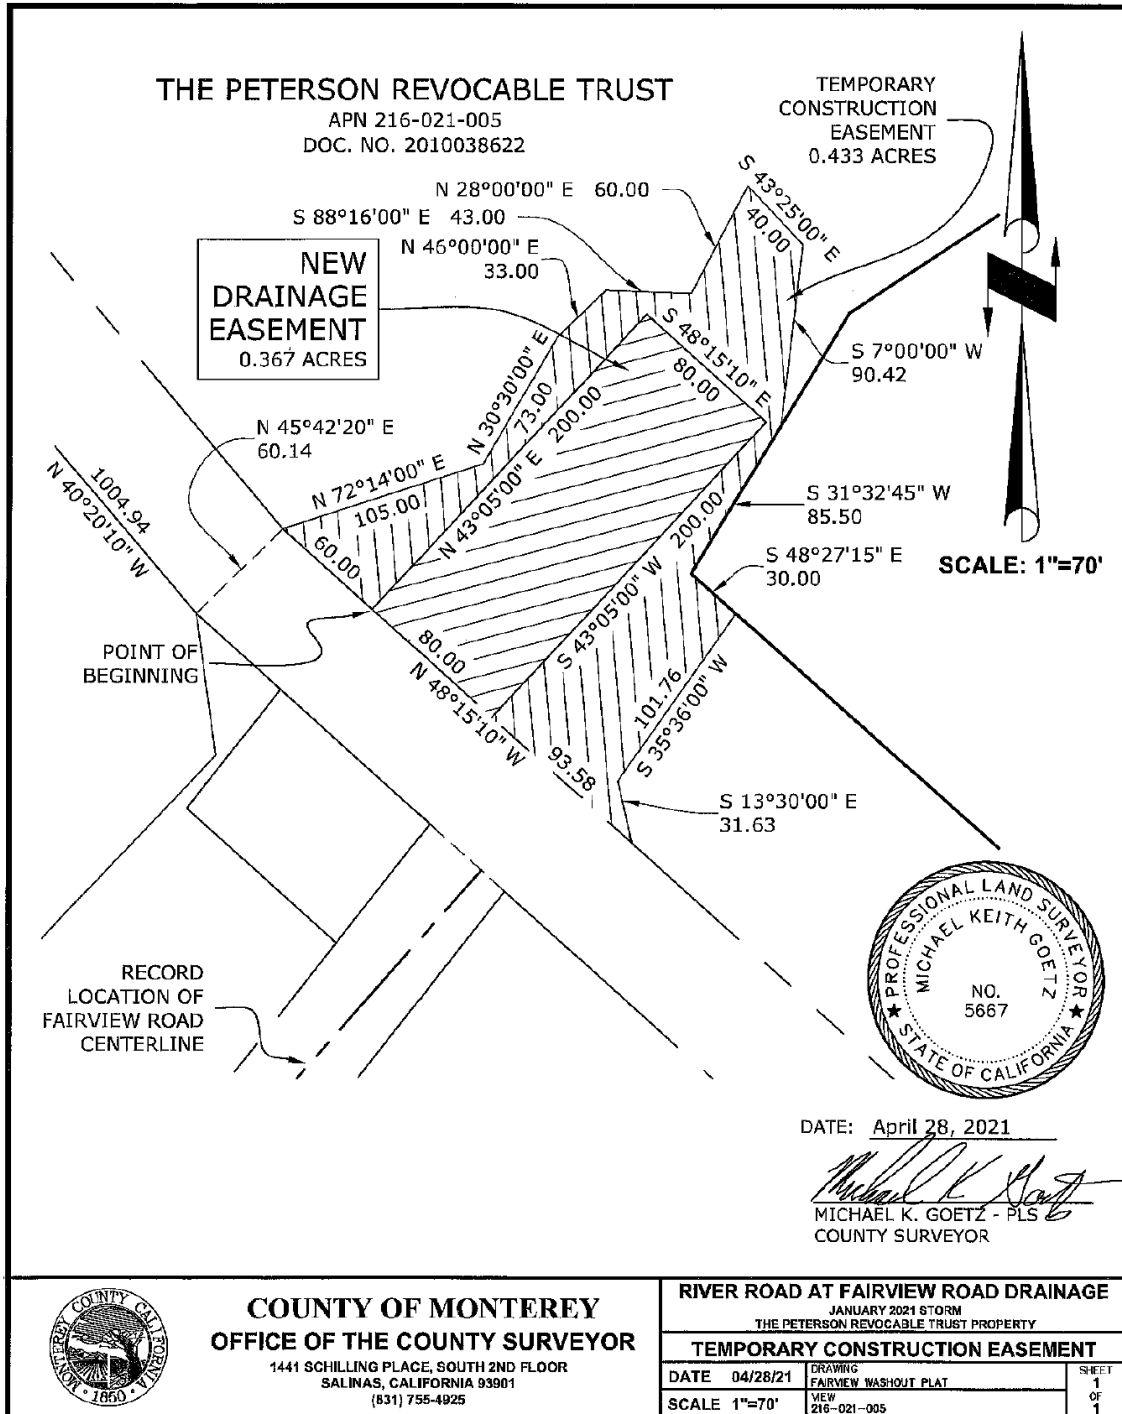 THE PETERSON REVOCABLE TRUST
APN 216-021-005
DOC. NO. 2010038622
TEMPORARY
CONSTRUCTION
EASEMENT
0.433 ACRES
N 28°00'00" E 60.00
S 88°16'00" E 43.00
N 46°00'00" E
33.00
S 43°25'00" E
40.00
NEW
DRAINAGE
EASEMENT
0.367 ACRES
S 48°15'10" E
80.00
S 7°00'00" W
90.42
N 30°30'00" E
73.00
200.00
N 43°05'00" E
N 45°42'20" E
60.14
N 72°14'00" E
105.00
60.00
1004.94
N 40°20'10" W
S 31°32'45" W
85.50
S 48°27'15" E
30.00
SCALE: 1"=70'
200.00
S 43°05'00" W
POINT OF
BEGINNING
80.00
N 48°15'10" W
101.76
S 35°36'00" W
93.58
S 13°30'00" E
31.63
RECORD
LOCATION OF
FAIRVIEW ROAD
CENTERLINE
PROFESSIONAL LAND SURVEYOR
MICHAEL KEITH GOETZ
NO.
5667
STATE OF CALIFORNIA
DATE: April 28, 2021
Michael K Goetz
MICHAEL K. GOETZ - PLS
COUNTY SURVEYOR
MONTEREY COUNTY CALIFORNIA
1850
COUNTY OF MONTEREY
OFFICE OF THE COUNTY SURVEYOR
1441 SCHILLING PLACE, SOUTH 2ND FLOOR
SALINAS, CALIFORNIA 93901
(831) 755-4925
RIVER ROAD AT FAIRVIEW ROAD DRAINAGE
JANUARY 2021 STORM
THE PETERSON REVOCABLE TRUST PROPERTY
TEMPORARY CONSTRUCTION EASEMENT
DATE 04/28/21
DRAWING
FAIRVIEW WASHOUT PLAT
SCALE 1"=70'
VIEW
216-021-005
SHEET
1
OF
1